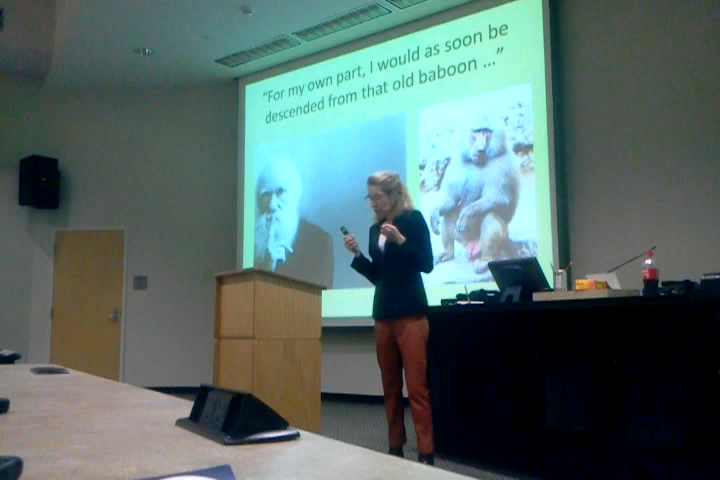 "For my own part, I would as soon be
descended from that old baboon ..."